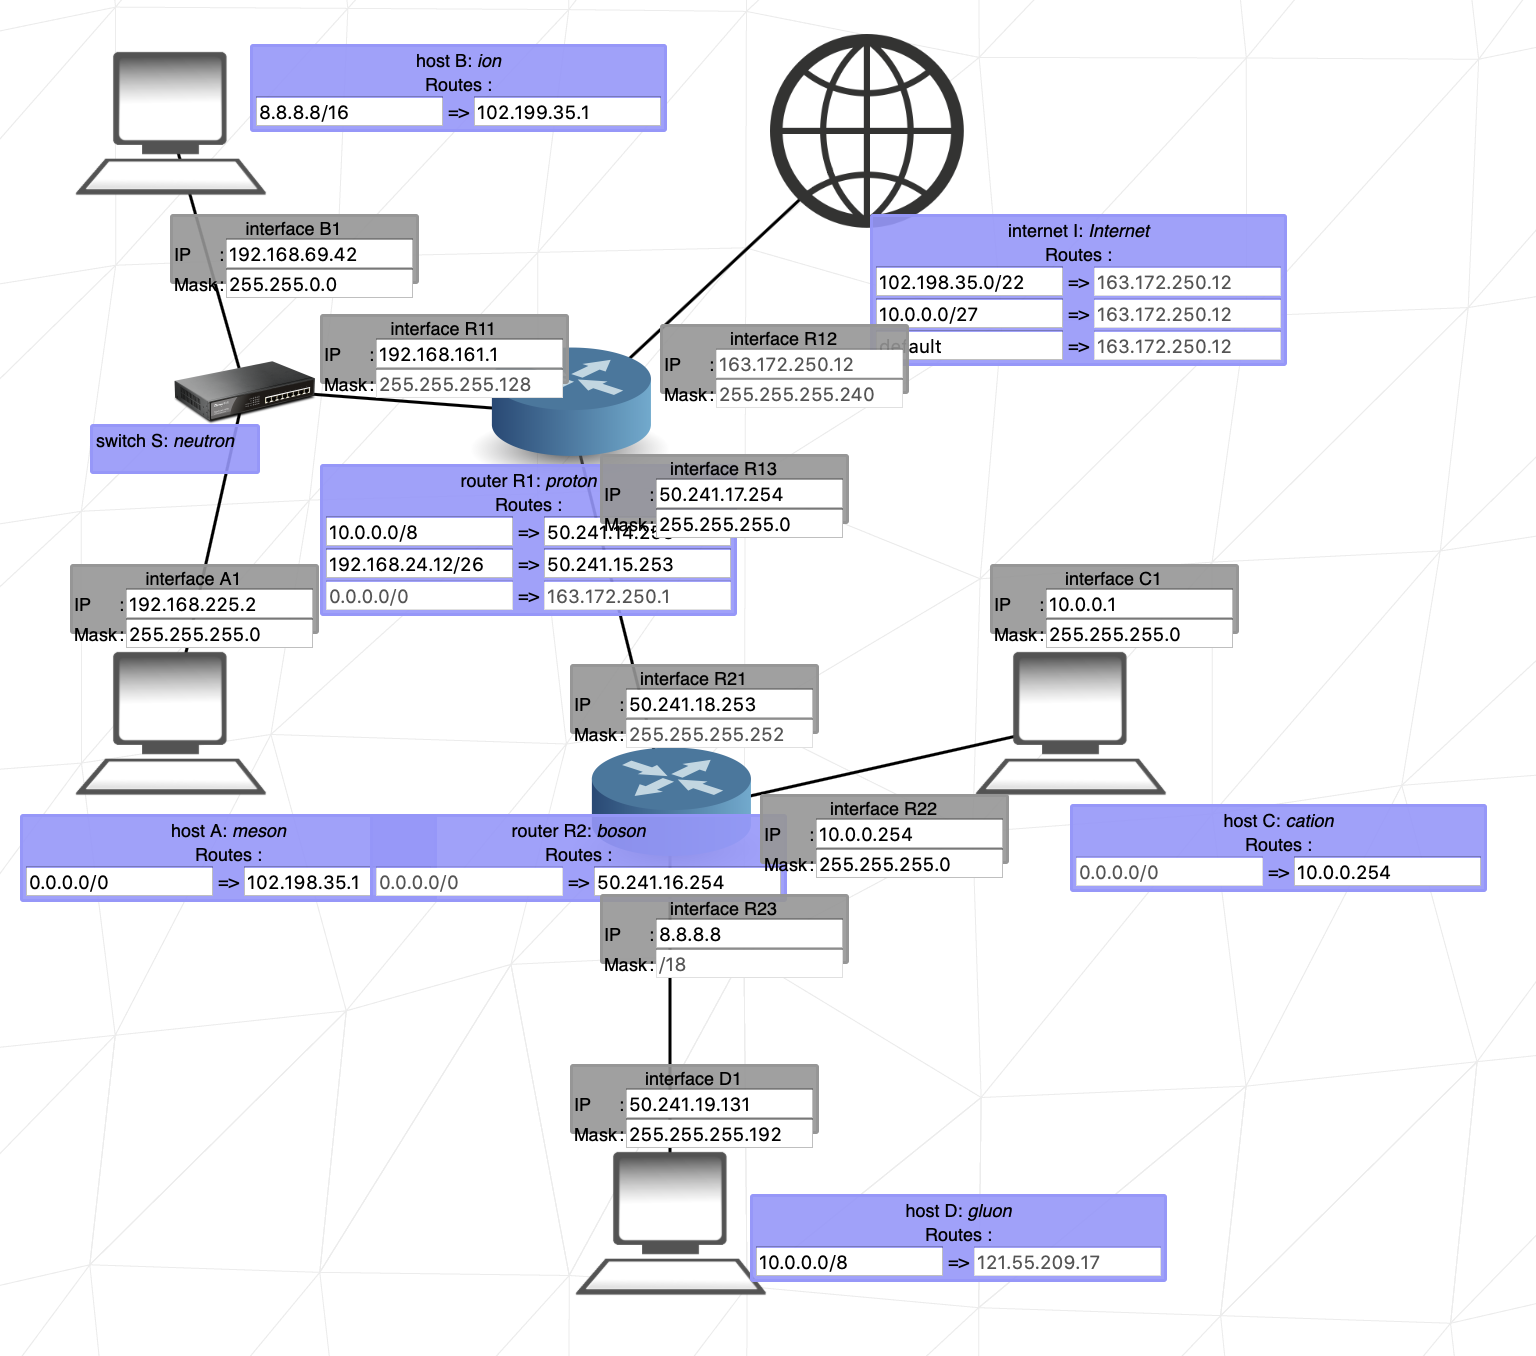 host B: ion
Routes :
8.8.8.8/16 => 102.199.35.1
interface B1
IP : 192.168.69.42
Mask: 255.255.0.0
internet I: Internet
Routes :
102.198.35.0/22 => 163.172.250.12
10.0.0.0/27 => 163.172.250.12
default => 163.172.250.12
interface R11
IP : 192.168.161.1
Mask: 255.255.255.128
interface R12
IP : 163.172.250.12
Mask: 255.255.255.240
switch S: neutron
interface R13
IP : 50.241.17.254
Mask: 255.255.255.0
router R1: proton
Routes :
10.0.0.0/8 =>
192.168.24.12/26 => 50.241.15.253
0.0.0.0/0 => 163.172.250.1
interface A1
IP : 192.168.225.2
Mask: 255.255.255.0
interface C1
IP : 10.0.0.1
Mask: 255.255.255.0
interface R21
IP : 50.241.18.253
Mask: 255.255.255.252
interface R22
IP : 10.0.0.254
Mask: 255.255.255.0
host A: meson
Routes :
0.0.0.0/0 => 102.198.35.1
router R2: boson
Routes :
0.0.0.0/0 => 50.241.16.254
host C: cation
Routes :
0.0.0.0/0 => 10.0.0.254
interface R23
IP : 8.8.8.8
Mask: /18
interface D1
IP : 50.241.19.131
Mask: 255.255.255.192
host D: gluon
Routes :
10.0.0.0/8 => 121.55.209.17